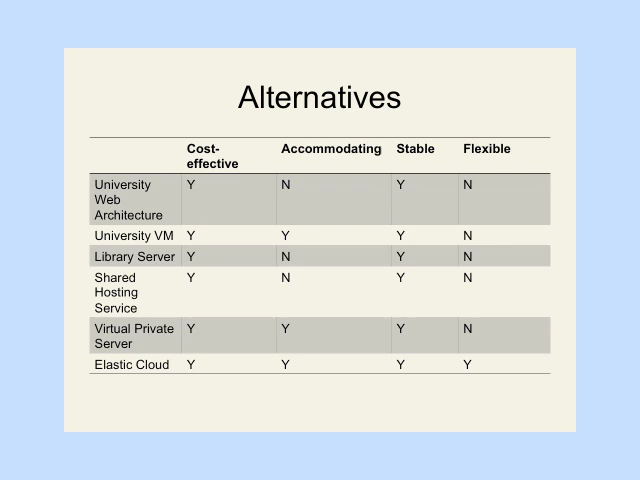 Alternatives
Cost-effective Accommodating Stable Flexible
University Web Architecture Y N Y N
University VM Y Y Y N
Library Server Y N Y N
Shared Hosting Service Y N Y N
Virtual Private Server Y Y Y N
Elastic Cloud Y Y Y Y